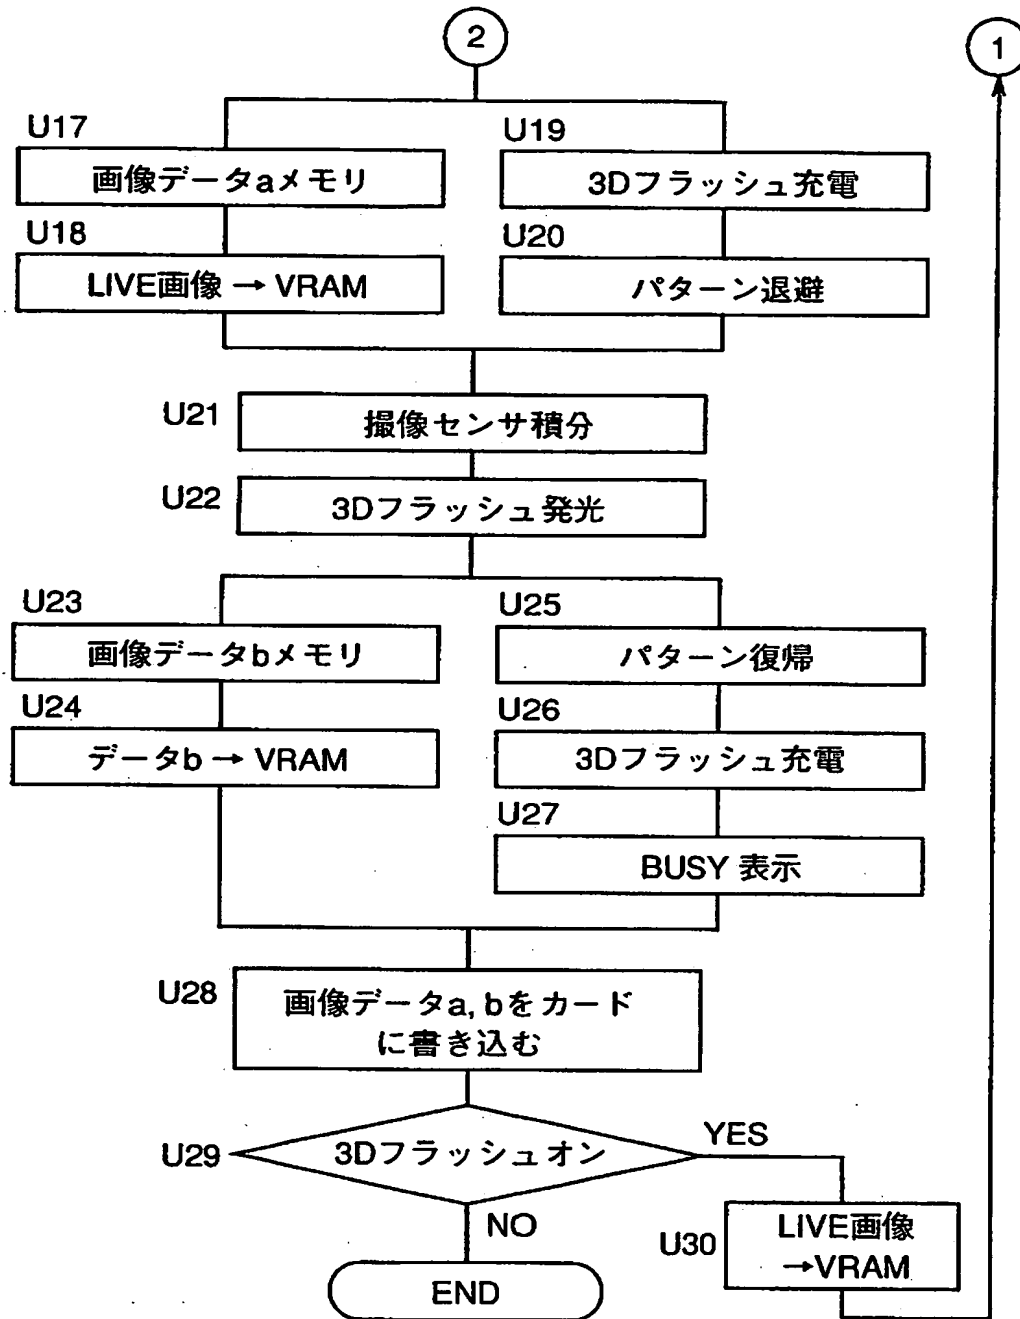 2
1
U17
画像データaメモリ
U18
LIVE画像 → VRAM
U19
3Dフラッシュ充電
U20
パターン退避
U21
撮像センサ積分
U22
3Dフラッシュ発光
U23
画像データbメモリ
U24
データb → VRAM
U25
パターン復帰
U26
3Dフラッシュ充電
U27
BUSY 表示
U28
画像データa, bをカード
に書き込む
U29
3Dフラッシュオン
YES
NO
U30
LIVE画像
→VRAM
END